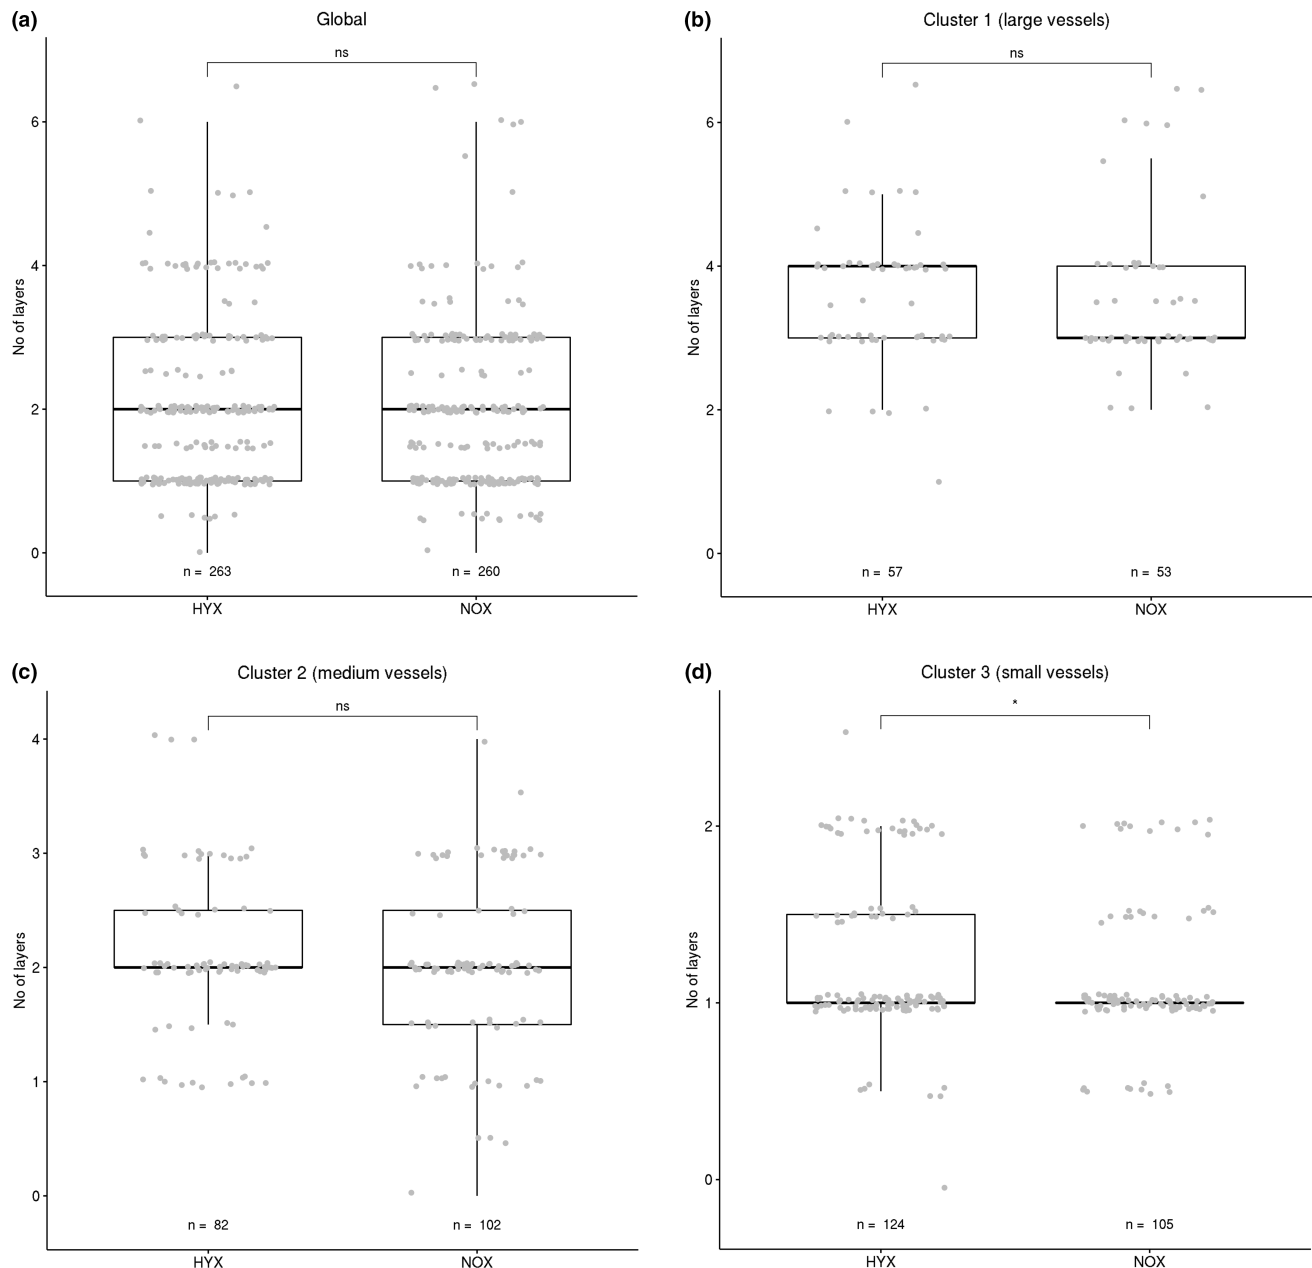 (a)
Global
ns
6
4
2
0
No of layers
n = 263
n = 260
HYX
NOX
(b)
Cluster 1 (large vessels)
ns
6
4
2
0
No of layers
n = 57
n = 53
HYX
NOX
(c)
Cluster 2 (medium vessels)
ns
4
3
2
1
0
No of layers
n = 82
n = 102
HYX
NOX
(d)
Cluster 3 (small vessels)
*
2
1
0
No of layers
n = 124
n = 105
HYX
NOX